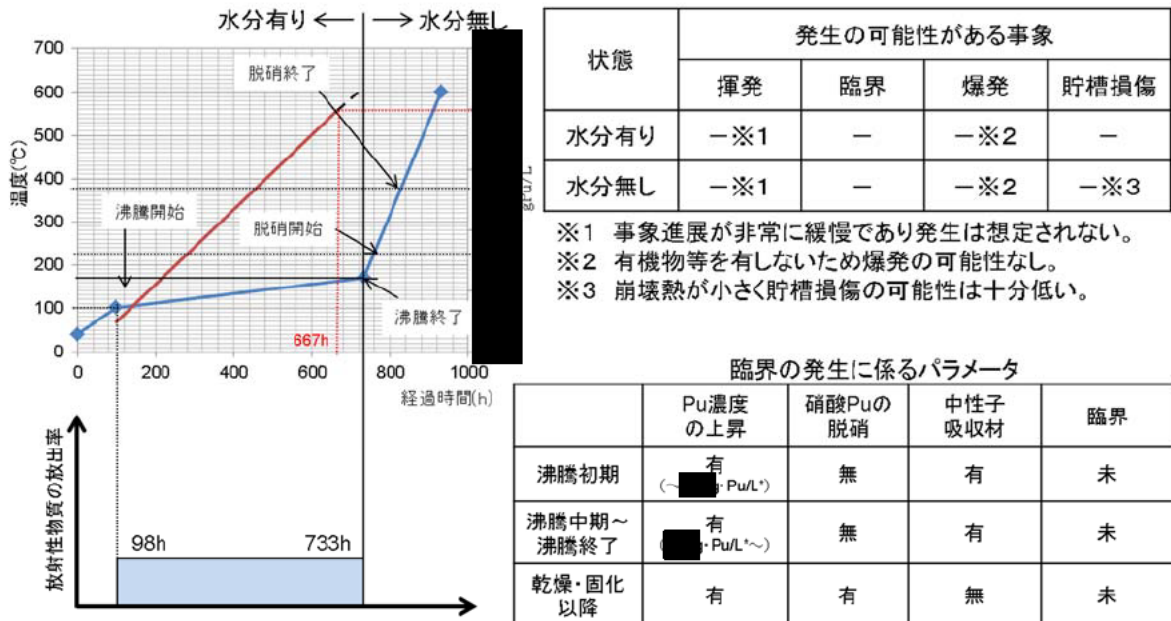 水分有り ← → 水分無し
700
600
500
400
300
200
100
0
温度(℃)
脱硝終了
沸騰開始
脱硝開始
沸騰終了
667h
0 200 400 600 800 1000
経過時間(h)
gPu/L
放射性物質の放出率
98h 733h
状態 発生の可能性がある事象
揮発 臨界 爆発 貯槽損傷
水分有り －※1 － －※2 －
水分無し －※1 － －※2 －※3
※1 事象進展が非常に緩慢であり発生は想定されない。
※2 有機物等を有しないため爆発の可能性なし。
※3 崩壊熱が小さく貯槽損傷の可能性は十分低い。
臨界の発生に係るパラメータ
Pu濃度の上昇 硝酸Puの脱硝 中性子吸収材 臨界
沸騰初期 有 無 有 未
(～ g・Pu/L*)
沸騰中期～沸騰終了 有 無 有 未
( g・Pu/L*～)
乾燥・固化以降 有 有 無 未